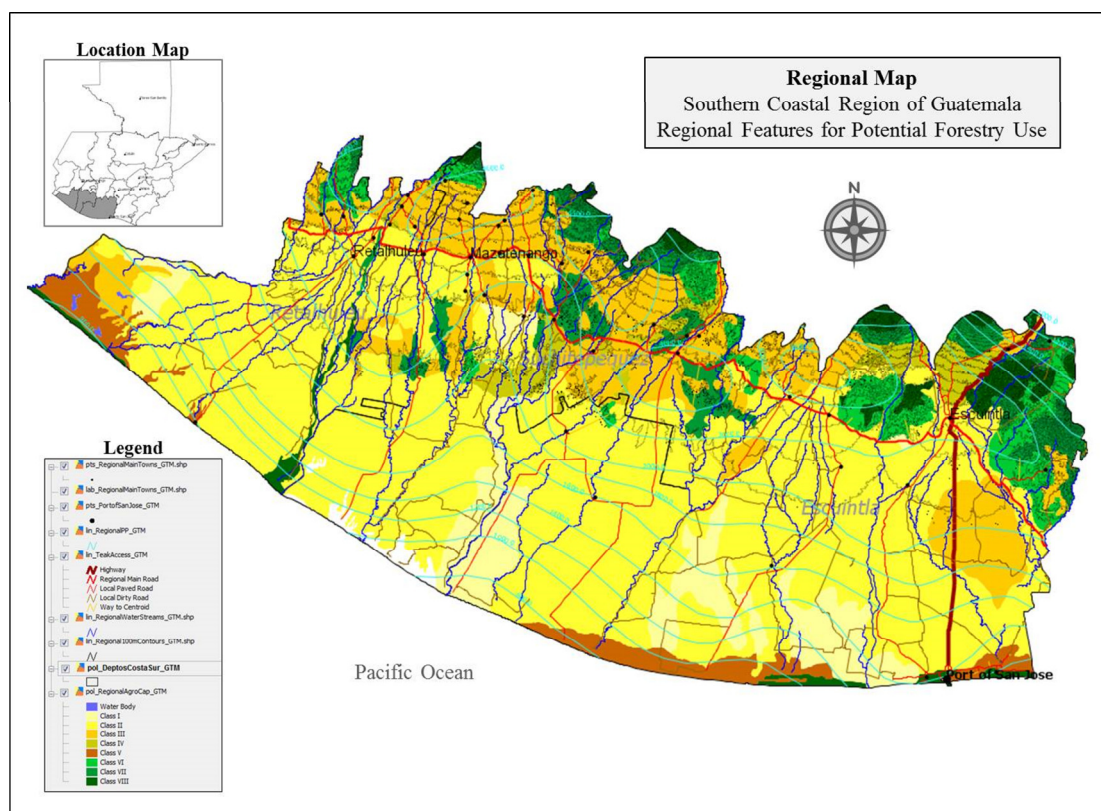 Location Map
Regional Map
Southern Coastal Region of Guatemala
Regional Features for Potential Forestry Use
N
Retalhuleu
Mazatenango
Retalhuleu
Suchitepequez
Escuintla
Escuintla
Port of San Jose
Pacific Ocean
Legend
pts_RegionalMainTowns_GTM.shp
lab_RegionalMainTowns_GTM.shp
pts_PortofSanJose_GTM
lin_RegionalPP_GTM
lin_TeakAccess_GTM
Highway
Regional Main Road
Local Paved Road
Local Dirty Road
Way to Centroid
lin_RegionalWaterStreams_GTM.shp
lin_Regional100mContours_GTM.shp
pol_DeptosCostaSur_GTM
pol_RegionalAgroCap_GTM
Water Body
Class I
Class II
Class III
Class IV
Class V
Class VI
Class VII
Class VIII